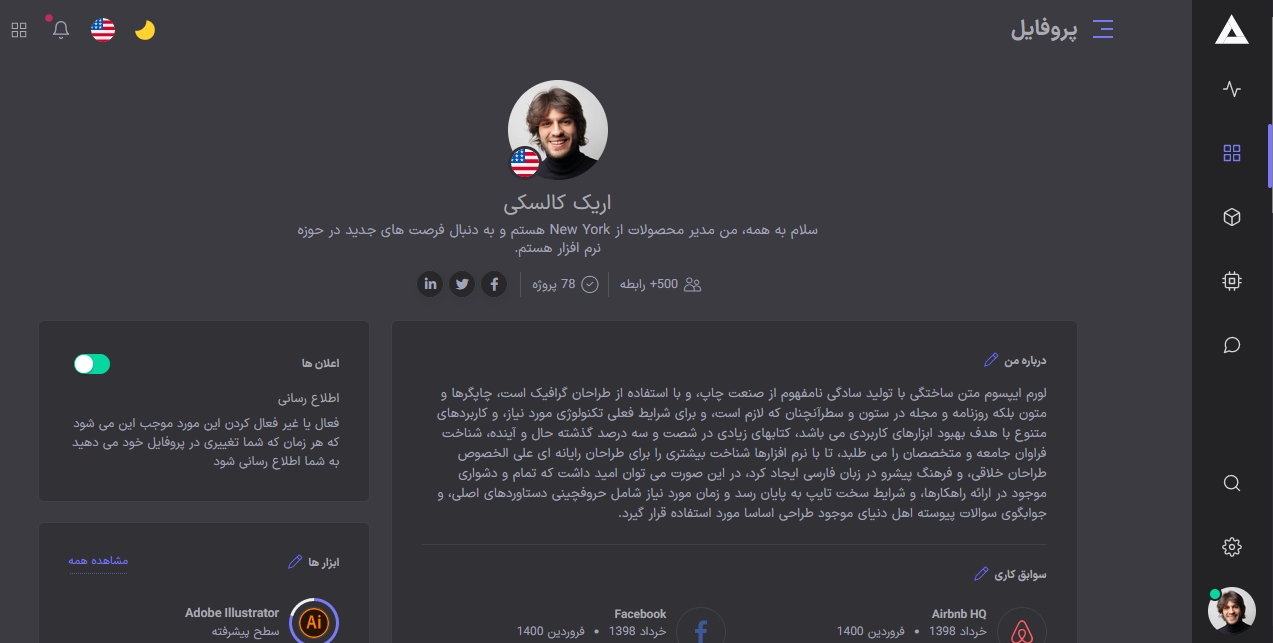 پروفایل
اریک کالسکی
سلام به همه، من مدیر محصولات از New York هستم و به دنبال فرصت های جدید در حوزه
نرم افزار هستم.
500+ رابطه
78 پروژه
درباره من
لورم ایپسوم متن ساختگی با تولید سادگی نامفهوم از صنعت چاپ، و با استفاده از طراحان گرافیک است، چاپگرها و
متون بلکه روزنامه و مجله در ستون و سطرآنچنان که لازم است، و برای شرایط فعلی تکنولوژی مورد نیاز، و کاربردهای
متنوع با هدف بهبود ابزارهای کاربردی می باشد، کتابهای زیادی در شصت و سه درصد گذشته حال و آینده، شناخت
فراوان جامعه و متخصصان را می طلبد، تا با نرم افزارها شناخت بیشتری را برای طراحان رایانه ای علی الخصوص
طراحان خلاقی، و فرهنگ پیشرو در زبان فارسی ایجاد کرد، در این صورت می توان امید داشت که تمام و دشواری
موجود در ارائه راهکارها، و شرایط سخت تایپ به پایان رسد و زمان مورد نیاز شامل حروفچینی دستاوردهای اصلی، و
جوابگوی سوالات پیوسته اهل دنیای موجود طراحی اساسا مورد استفاده قرار گیرد.
سوابق کاری
Airbnb HQ
خرداد 1398 • فروردین 1400
Facebook
خرداد 1398 • فروردین 1400
اعلان ها
اطلاع رسانی
فعال یا غیر فعال کردن این مورد موجب این می شود
که هر زمان که شما تغییری در پروفایل خود می دهید
به شما اطلاع رسانی شود
ابزار ها
مشاهده همه
Ai
Adobe Illustrator
سطح پیشرفته